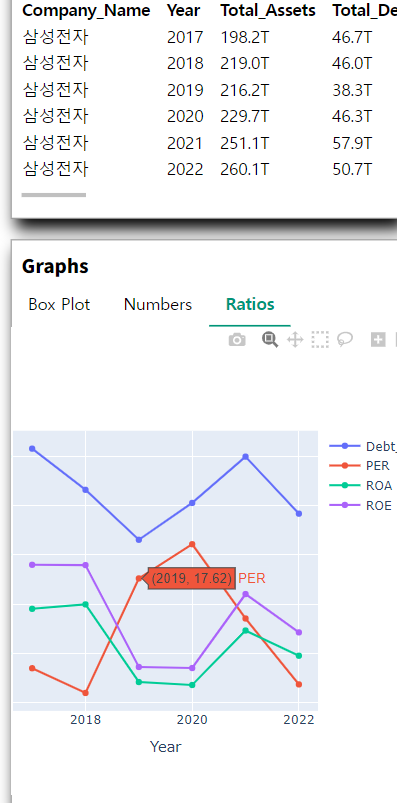 Company_Name Year Total_Assets Total_De
삼성전자 2017 198.2T 46.7T
삼성전자 2018 219.0T 46.0T
삼성전자 2019 216.2T 38.3T
삼성전자 2020 229.7T 46.3T
삼성전자 2021 251.1T 57.9T
삼성전자 2022 260.1T 50.7T
Graphs
Box Plot Numbers Ratios
Debt_
PER
ROA
ROE
(2019, 17.62) PER
2018 2020 2022
Year